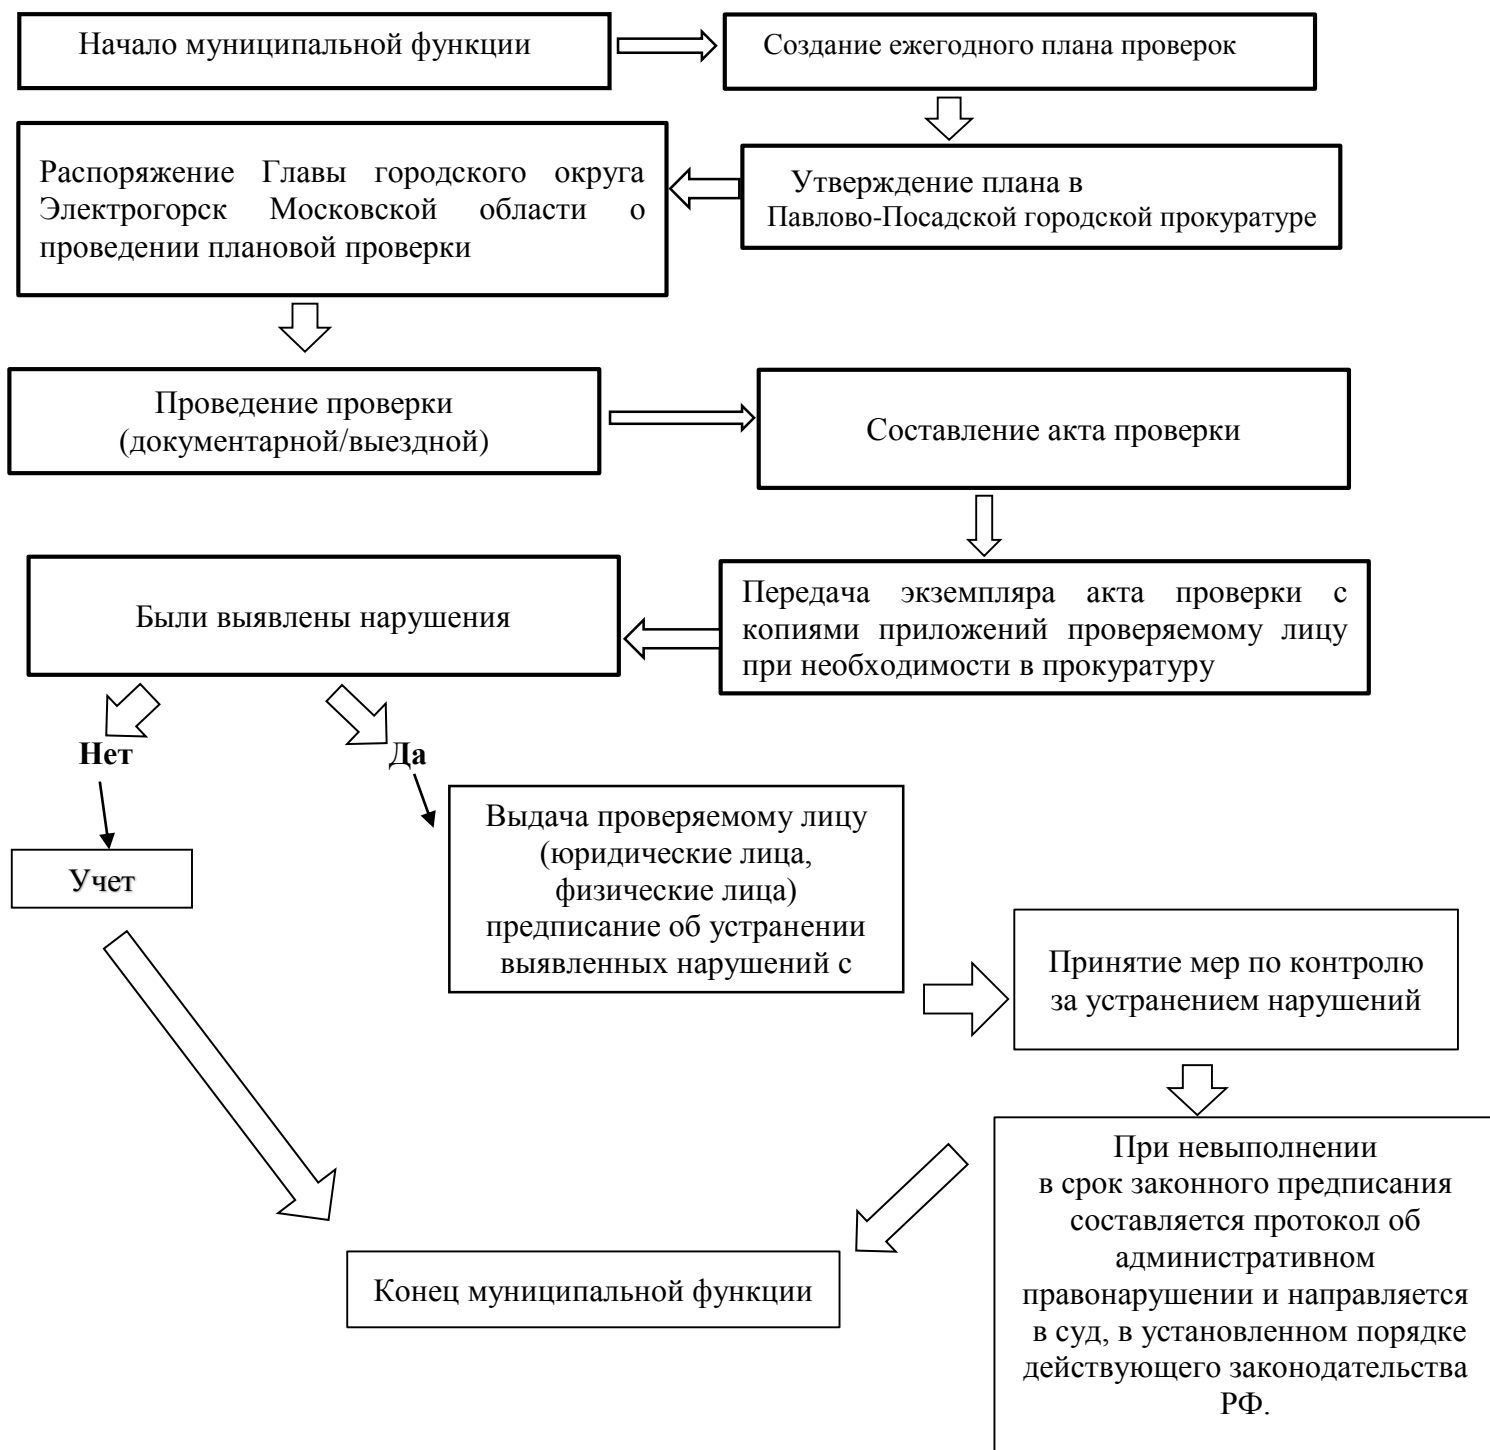 Начало муниципальной функции
Создание ежегодного плана проверок
Распоряжение Главы городского округа
Электрогорск Московской области о
проведении плановой проверки
Утверждение плана в
Павлово-Посадской городской прокуратуре
Проведение проверки
(документарной/выездной)
Составление акта проверки
Были выявлены нарушения
Передача экземпляра акта проверки с
копиями приложений проверяемому лицу
при необходимости в прокуратуру
Нет
Да
Учет
Выдача проверяемому лицу
(юридические лица,
физические лица)
предписание об устранении
выявленных нарушений с
Принятие мер по контролю
за устранением нарушений
При невыполнении
в срок законного предписания
составляется протокол об
административном
правонарушении и направляется
в суд, в установленном порядке
действующего законодательства
РФ.
Конец муниципальной функции